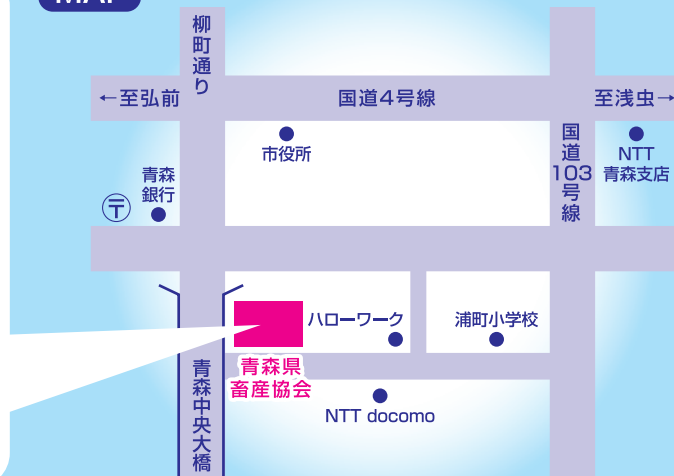 MAP
柳町通り
←至弘前
国道4号線
至浅虫→
市役所
国道103号線
NTT
青森支店
青森
銀行
〒
ハローワーク
浦町小学校
青森県
畜産協会
青森中央大橋
NTT docomo